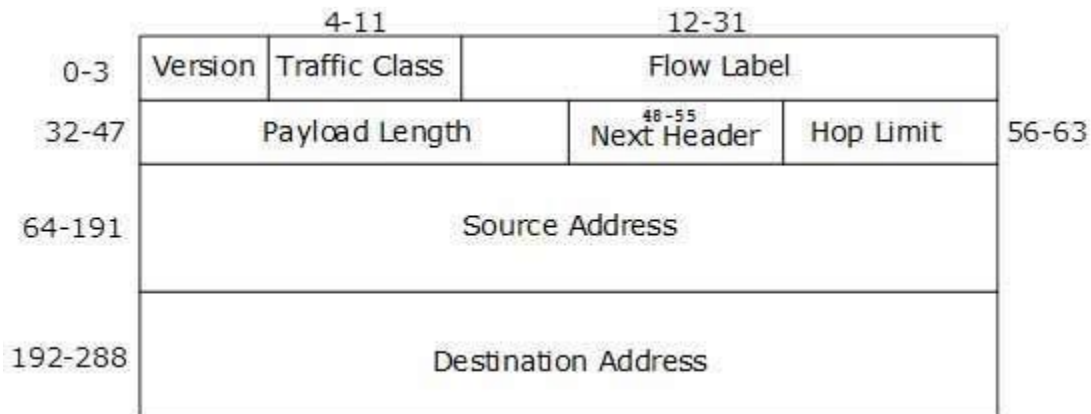 4-11 12-31
0-3 Version Traffic Class Flow Label
32-47 Payload Length 48-55 Next Header Hop Limit 56-63
64-191 Source Address
192-288 Destination Address